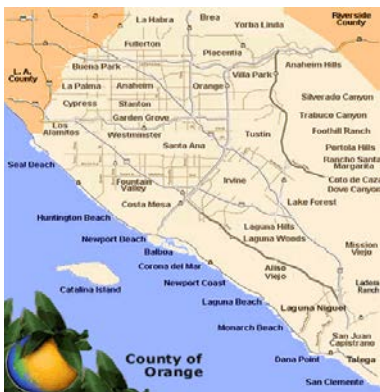 La Habra
Brea
Yorba Linda
Riverside
County
Fullerton
Placentia
L. A.
County
Buena Park
Anaheim Hills
Villa Park
La Palma
Anaheim
Orange
Cypress
Stanton
Silverado Canyon
Garden Grove
Trabuco Canyon
Los
Alamitos
Westminster
Tustin
Foothill Ranch
Santa Ana
Portola Hills
Seal Beach
Rancho Santa
Margarita
Fountain
Valley
Irvine
Coto de Caza
Dove Canyon
Costa Mesa
Lake Forest
Huntington Beach
Laguna Hills
Laguna Woods
Newport Beach
Mission
Viejo
Balboa
Corona del Mar
Aliso
Viejo
Catalina Island
Newport Coast
Ladera
Ranch
Laguna Beach
Laguna Niguel
Monarch Beach
San Juan
Capistrano
County of
Orange
Dana Point
Talega
San Clemente